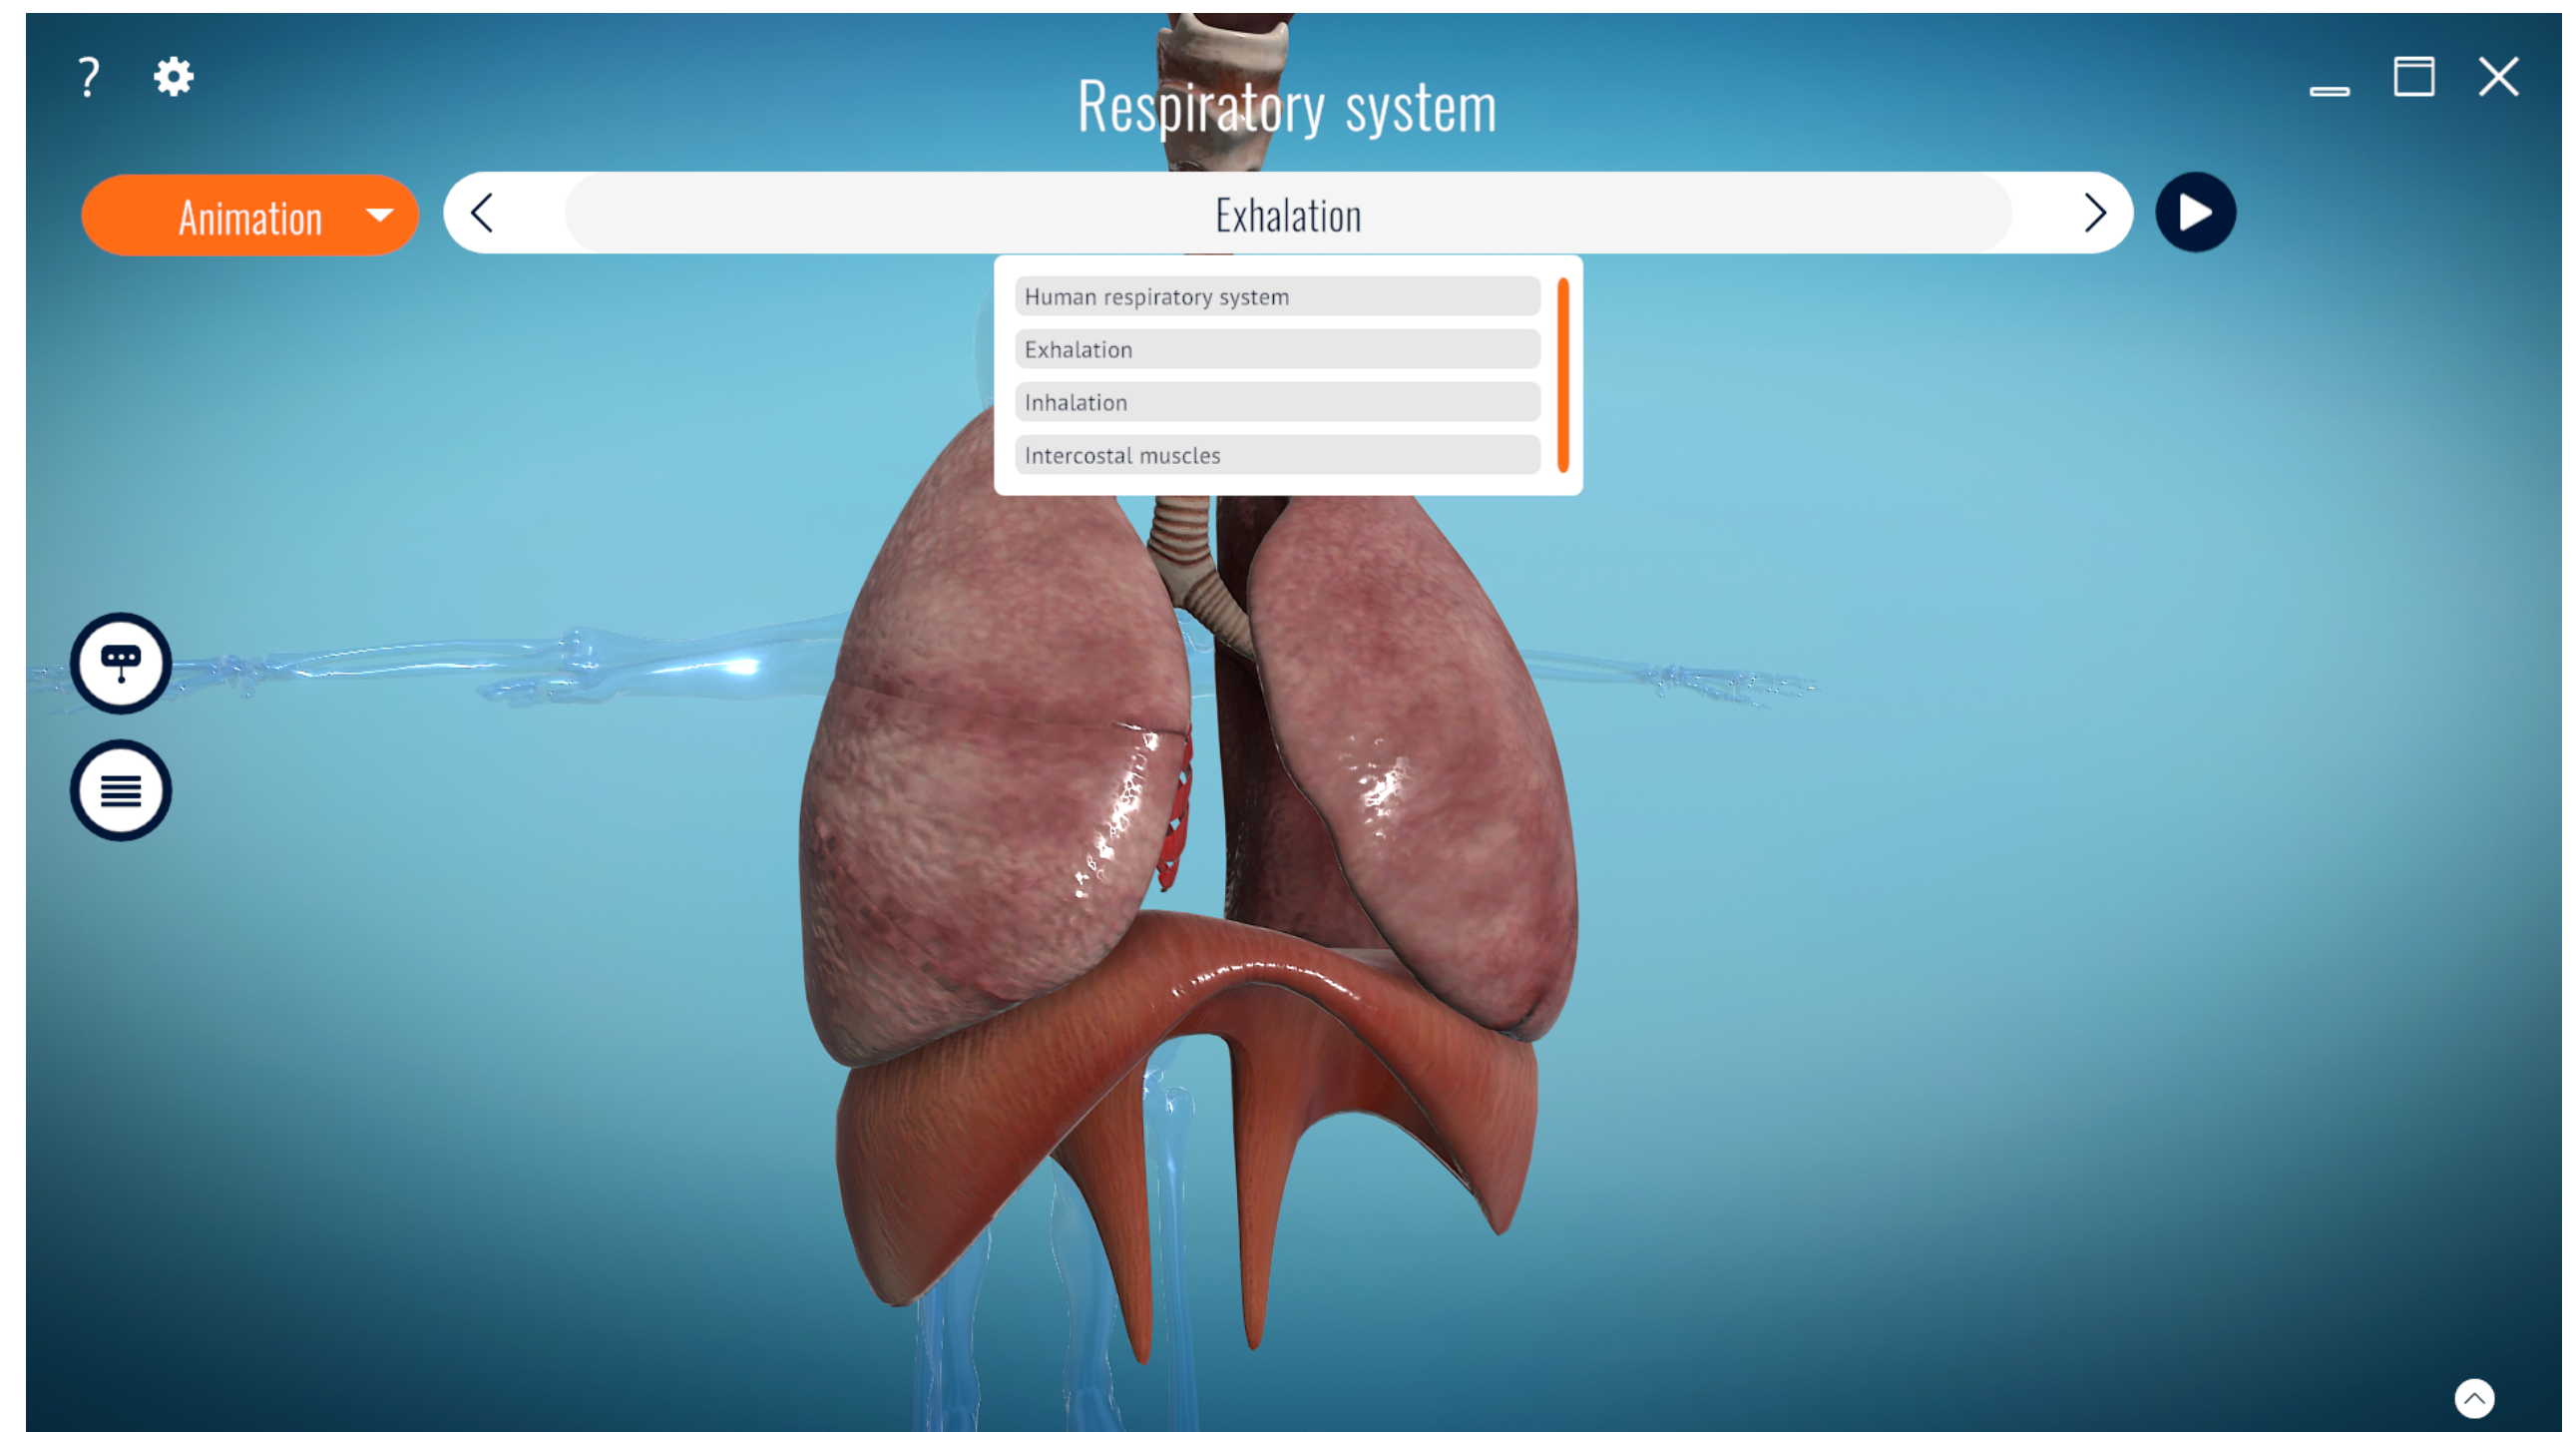 ?
Respiratory system
Animation
Exhalation
Human respiratory system
Exhalation
Inhalation
Intercostal muscles